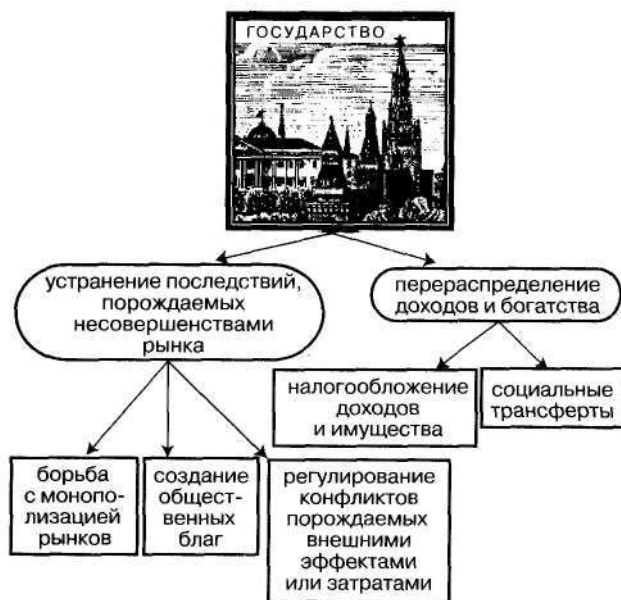 ГОСУДАРСТВО
устранение последствий,
порождаемых
несовершенствами
рынка
перераспределение
доходов и богатства
налогообложение
доходов
и имущества
социальные
трансферты
борьба
с монопо-
лизацией
рынков
создание
общест-
венных
благ
регулирование
конфликтов
порождаемых
внешними
эффектами
или затратами